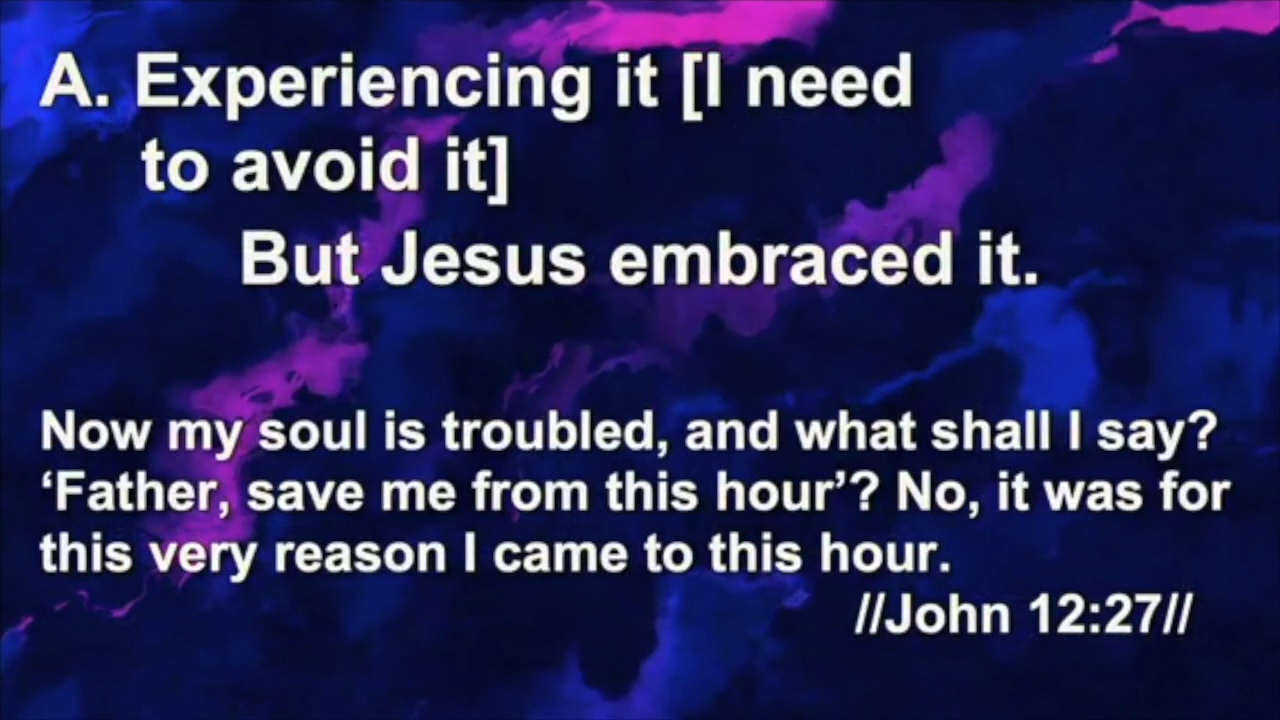 A. Experiencing it [I need
to avoid it]
But Jesus embraced it.
Now my soul is troubled, and what shall I say?
‘Father, save me from this hour’? No, it was for
this very reason I came to this hour.
//John 12:27//